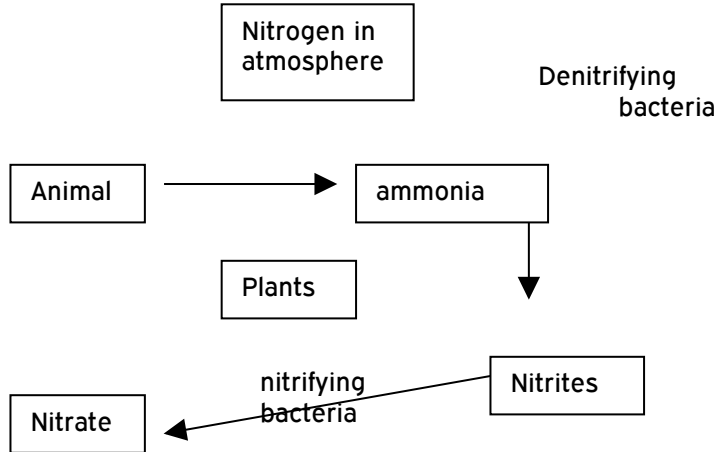 Nitrogen in
atmosphere
Denitrifying
bacteria
Animal
ammonia
Plants
nitrifying
bacteria
Nitrites
Nitrate